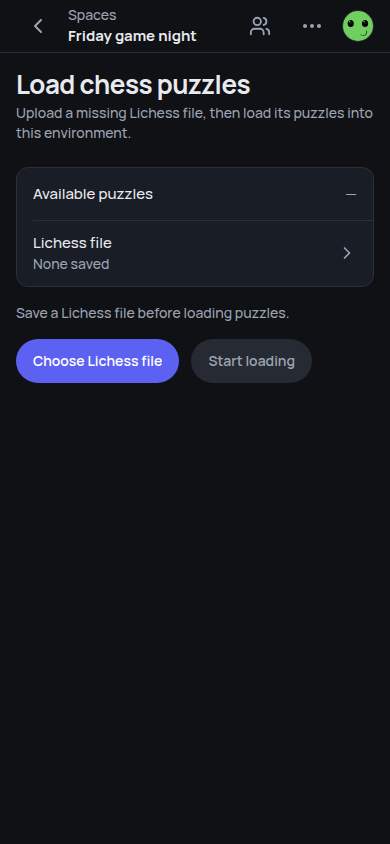 Spaces
Friday game night
Load chess puzzles
Upload a missing Lichess file, then load its puzzles into
this environment.
Available puzzles –
Lichess file
None saved
Save a Lichess file before loading puzzles.
Choose Lichess file Start loading